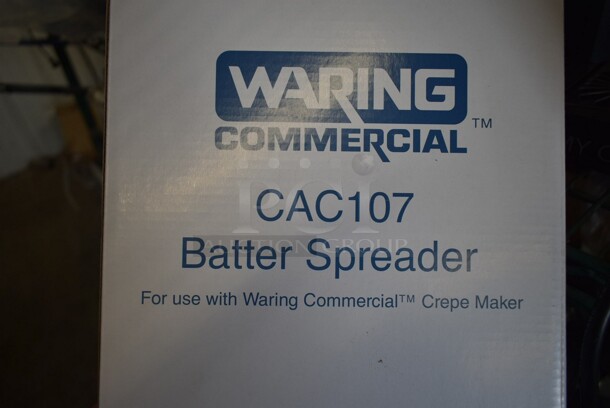 WARING
COMMERCIAL™
CAC107
Batter Spreader
For use with Waring Commercial™ Crepe Maker